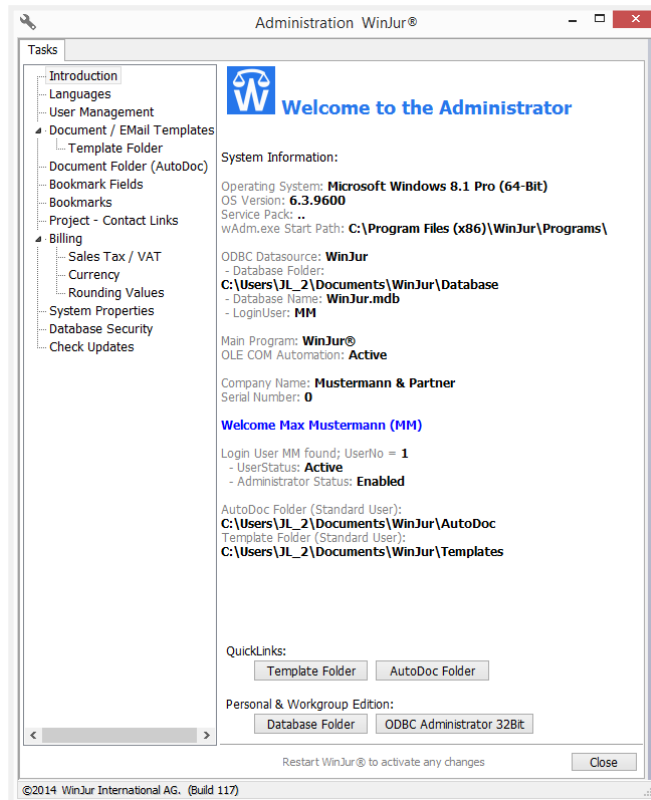 Administration WinJur®
Tasks
Introduction
Languages
User Management
Document / EMail Templates
Template Folder
Document Folder (AutoDoc)
Bookmark Fields
Bookmarks
Project - Contact Links
Billing
Sales Tax / VAT
Currency
Rounding Values
System Properties
Database Security
Check Updates
W
Welcome to the Administrator
System Information:
Operating System: Microsoft Windows 8.1 Pro (64-Bit)
OS Version: 6.3.9600
Service Pack: ..
wAdm.exe Start Path: C:\Program Files (x86)\WinJur\Programs\
ODBC Datasource: WinJur
- Database Folder:
C:\Users\JL_2\Documents\WinJur\Database
- Database Name: WinJur.mdb
- LoginUser: MM
Main Program: WinJur®
OLE COM Automation: Active
Company Name: Mustermann & Partner
Serial Number: 0
Welcome Max Mustermann (MM)
Login User MM found; UserNo = 1
- UserStatus: Active
- Administrator Status: Enabled
AutoDoc Folder (Standard User):
C:\Users\JL_2\Documents\WinJur\AutoDoc
Template Folder (Standard User):
C:\Users\JL_2\Documents\WinJur\Templates
QuickLinks:
Template Folder AutoDoc Folder
Personal & Workgroup Edition:
Database Folder ODBC Administrator 32Bit
Restart WinJur® to activate any changes Close
©2014 WinJur International AG. (Build 117)